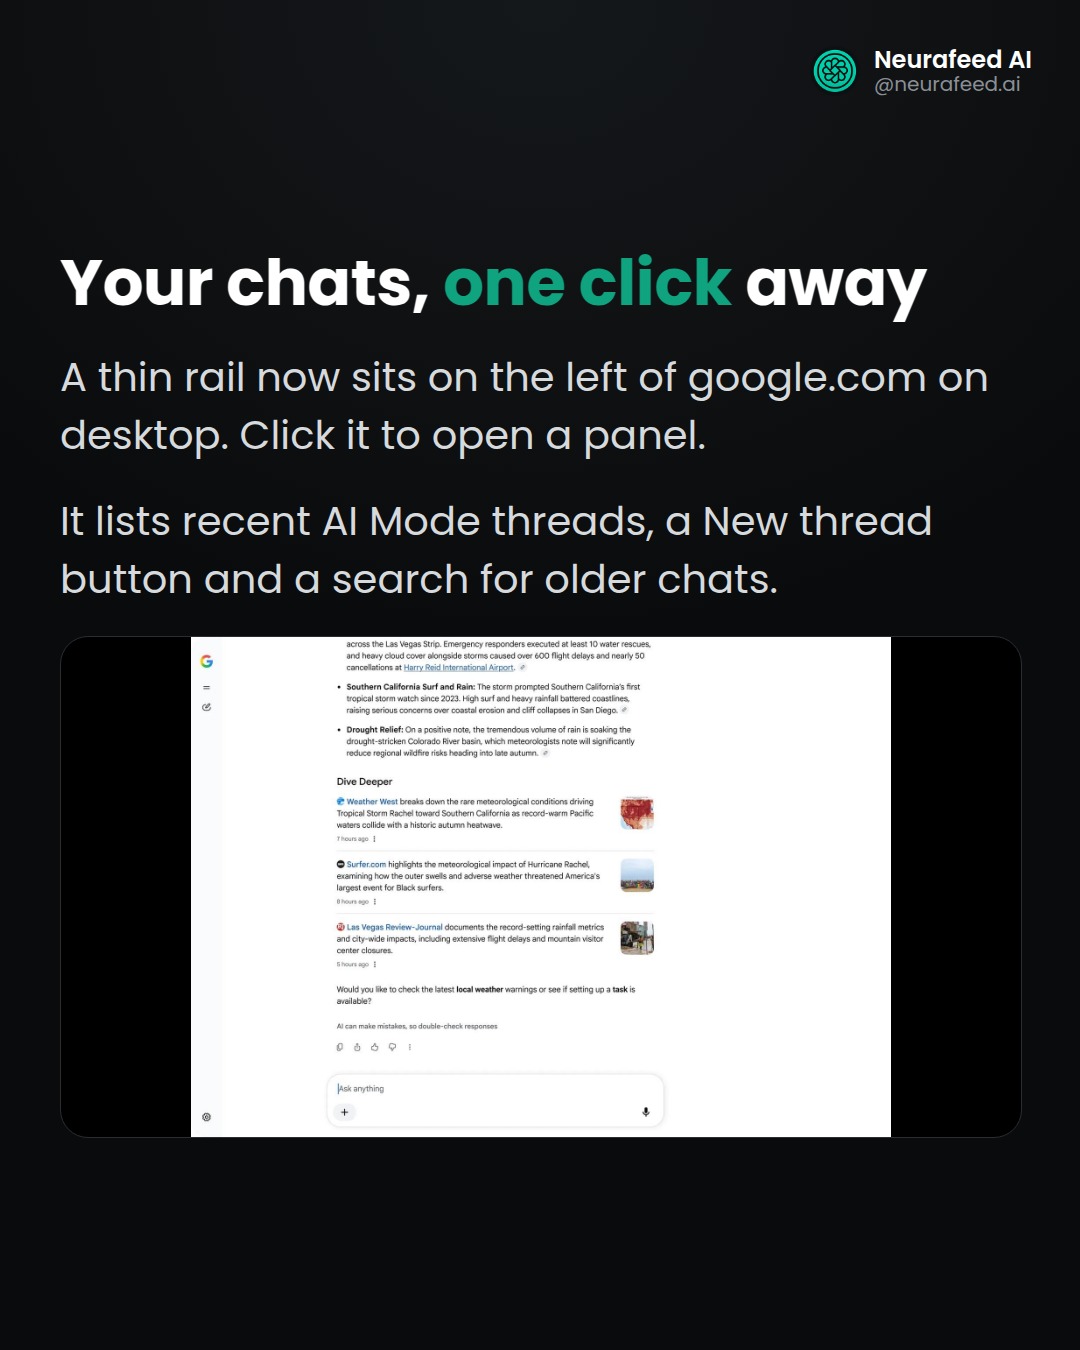 Neurafeed AI
@neurafeed.ai
Your chats, one click away
A thin rail now sits on the left of google.com on
desktop. Click it to open a panel.
It lists recent AI Mode threads, a New thread
button and a search for older chats.
across the Las Vegas Strip. Emergency responders executed at least 10 water rescues,
and heavy cloud cover alongside storms caused over 600 flight delays and nearly 50
cancellations at Harry Reid International Airport.
• Southern California Surf and Rain: The storm prompted Southern California's first
tropical storm watch since 2023. High surf and heavy rainfall battered coastlines,
raising serious concerns over coastal erosion and cliff collapses in San Diego.
• Drought Relief: On a positive note, the tremendous volume of rain is soaking the
drought-stricken Colorado River basin, which meteorologists note will significantly
reduce regional wildfire risks heading into late autumn.
Dive Deeper
Weather West breaks down the rare meteorological conditions driving
Tropical Storm Rachel toward Southern California as record-warm Pacific
waters collide with a historic autumn heatwave.
7 hours ago
Surfer.com highlights the meteorological impact of Hurricane Rachel,
examining how the outer swells and adverse weather threatened America's
largest event for Black surfers.
8 hours ago
Las Vegas Review-Journal documents the record-setting rainfall metrics
and city-wide impacts, including extensive flight delays and mountain visitor
center closures.
5 hours ago
Would you like to check the latest local weather warnings or see if setting up a task is
available?
AI can make mistakes, so double-check responses
Ask anything